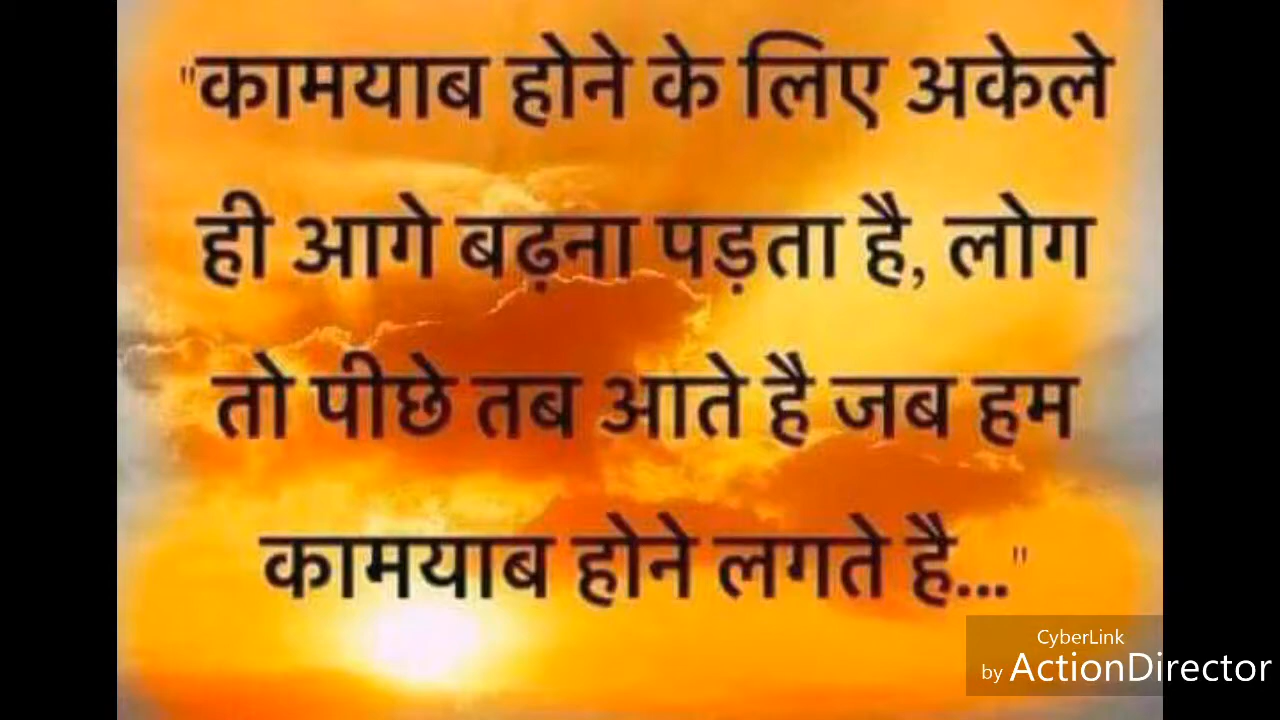 "कामयाब होने के लिए अकेले
ही आगे बढ़ना पड़ता है, लोग
तो पीछे तब आते है जब हम
कामयाब होने लगते है..."
CyberLink
by ActionDirector